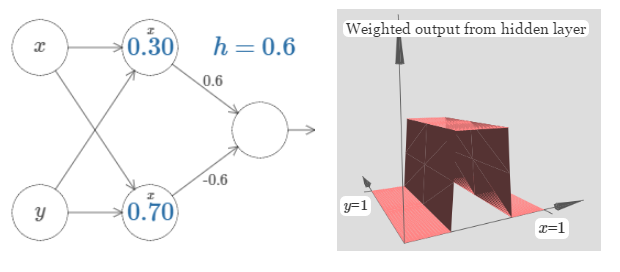 x
x
0.30
h = 0.6
0.6
y
x
0.70
-0.6
Weighted output from hidden layer
y=1
x=1